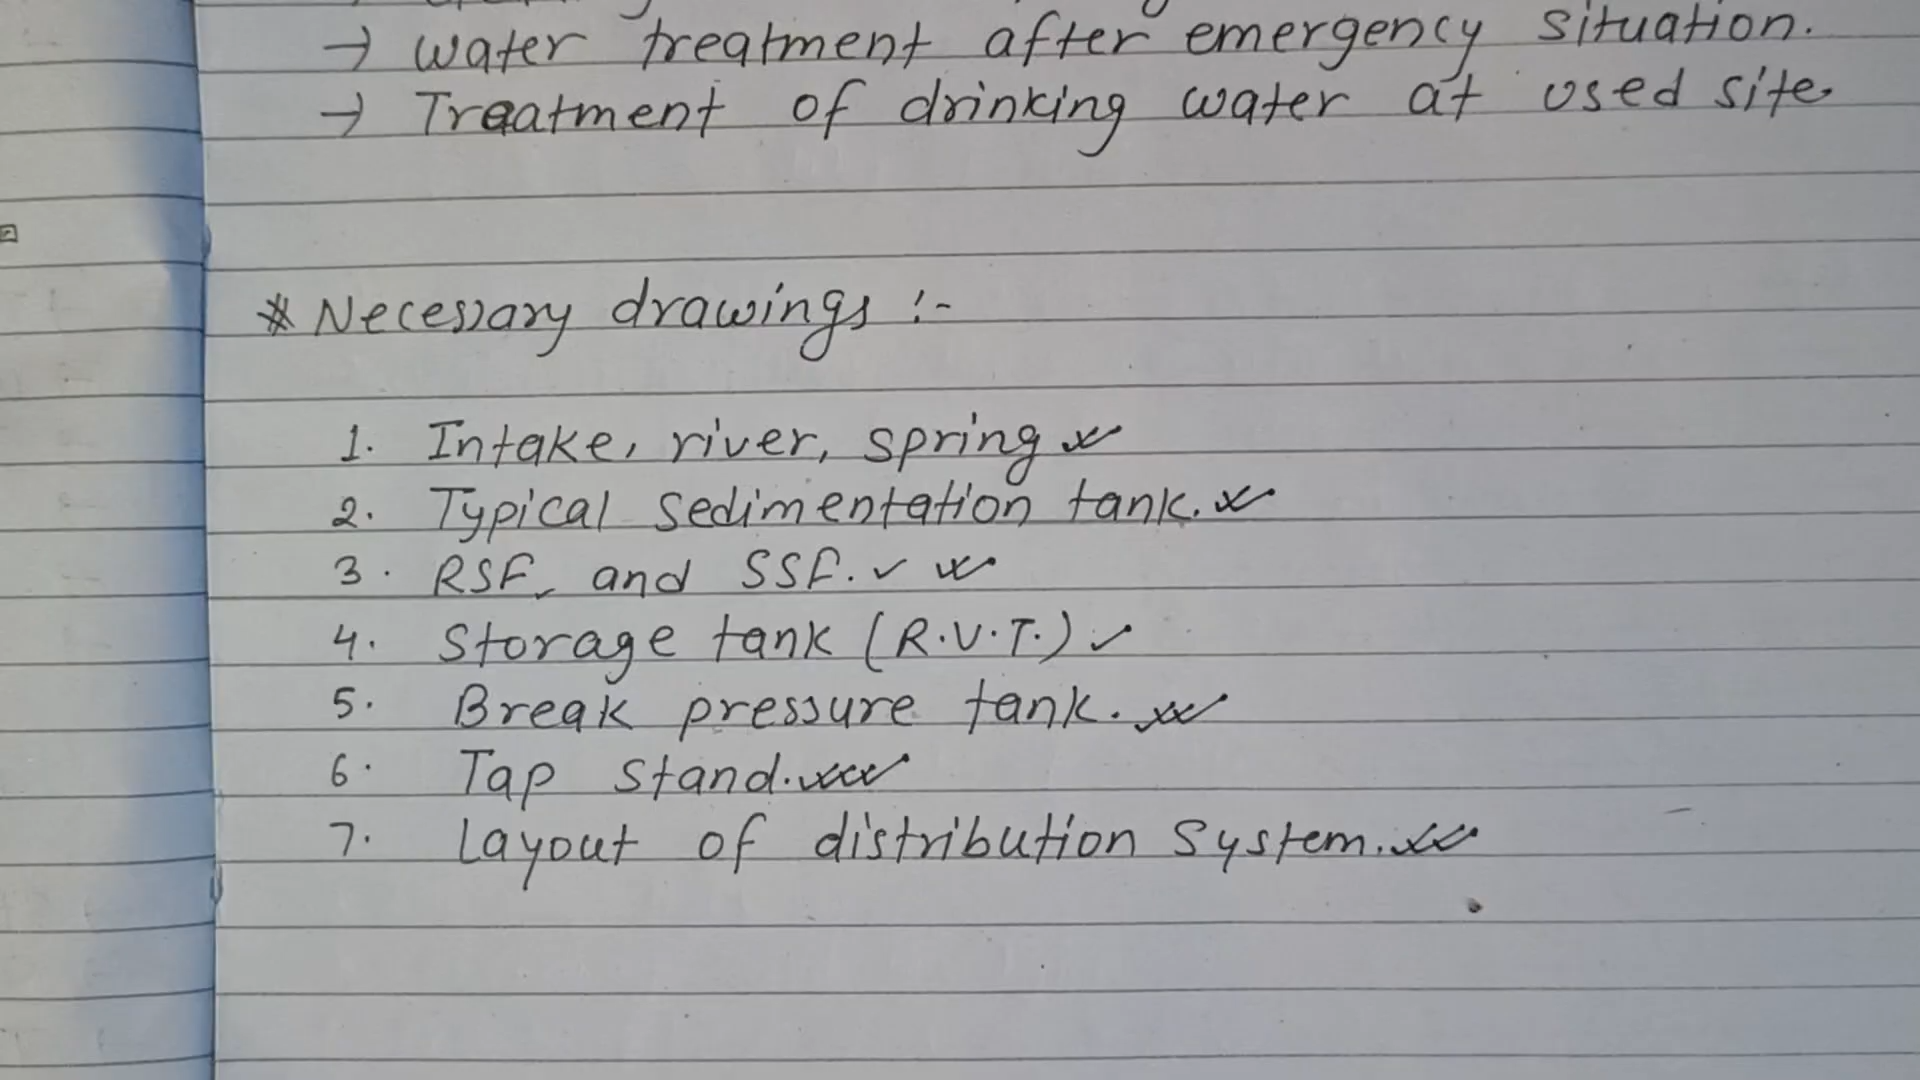 → water treatment after emergency situation.
→ Treatment of drinking water at used site.
* Necessary drawings :-
1. Intake, river, spring
2. Typical sedimentation tank.
3. RSF, and SSF. ✓
4. Storage tank (R.V.T.) ✓
5. Break pressure tank.
6. Tap stand.
7. Layout of distribution System.